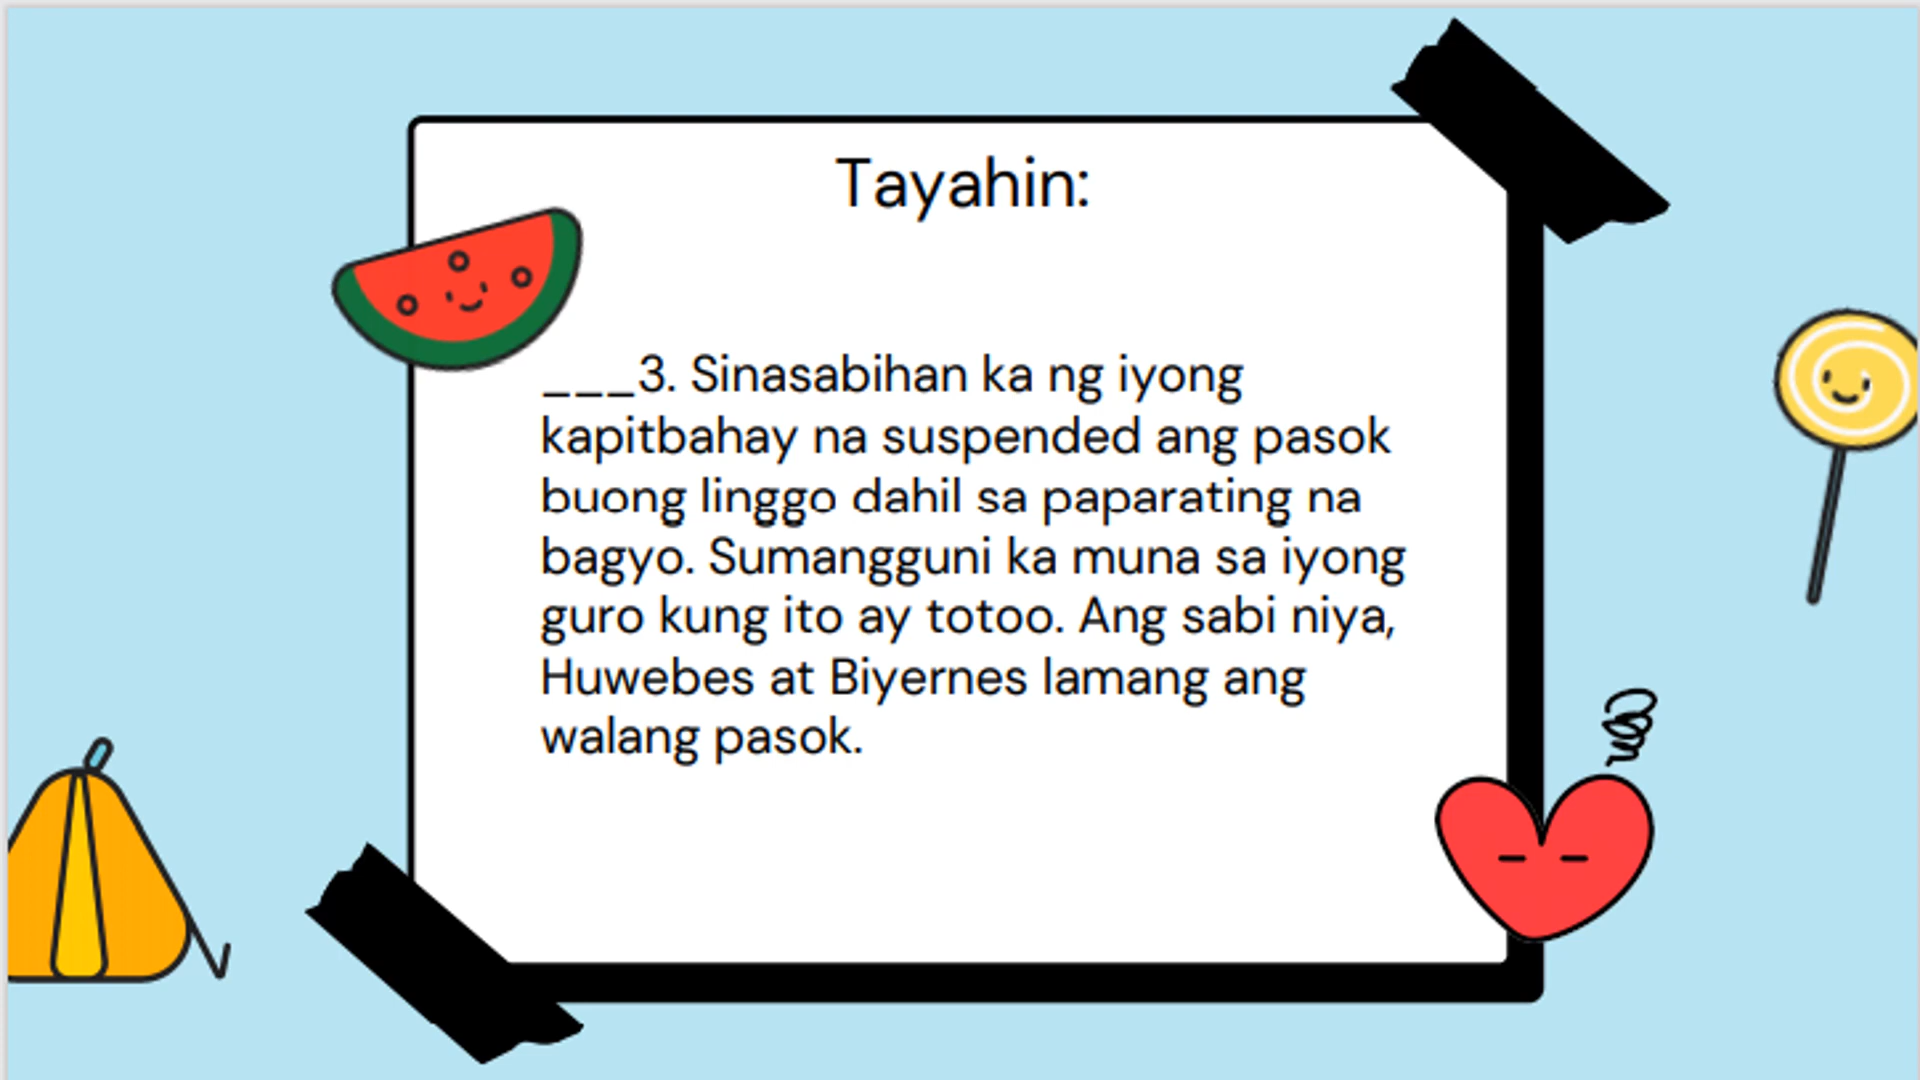 Tayahin:
___3. Sinasabihan ka ng iyong
kapitbahay na suspended ang pasok
buong linggo dahil sa paparating na
bagyo. Sumangguni ka muna sa iyong
guro kung ito ay totoo. Ang sabi niya,
Huwebes at Biyernes lamang ang
walang pasok.